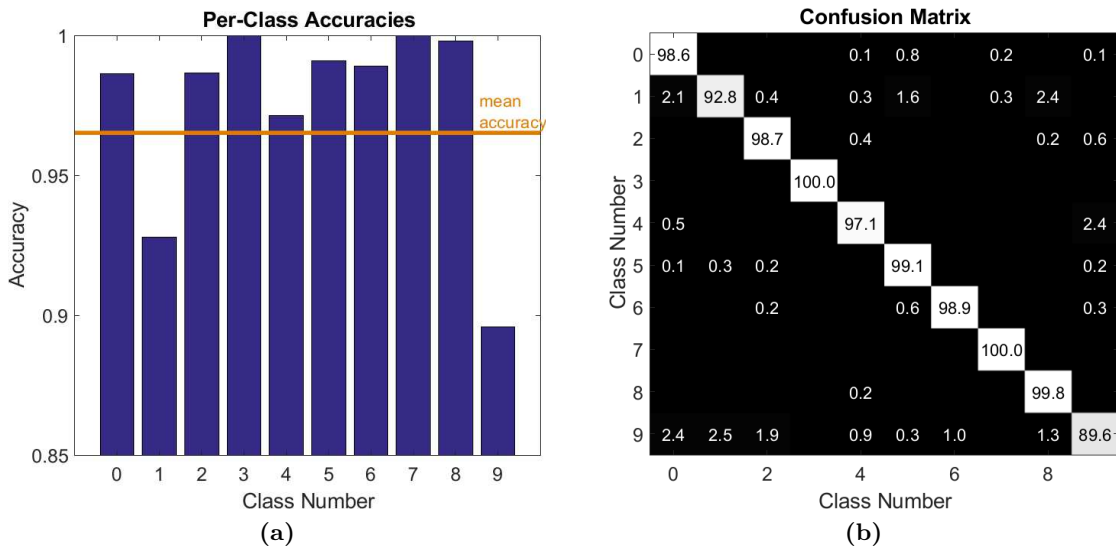 Per-Class Accuracies
1
0.95
0.9
0.85
Accuracy
mean
accuracy
0 1 2 3 4 5 6 7 8 9
Class Number
(a)
Confusion Matrix
Class Number
0 98.6 0.1 0.8 0.2 0.1
1 2.1 92.8 0.4 0.3 1.6 0.3 2.4
2 98.7 0.4 0.2 0.6
3 100.0
4 0.5 97.1 2.4
5 0.1 0.3 0.2 99.1 0.2
6 0.2 0.6 98.9 0.3
7 100.0
8 0.2 99.8
9 2.4 2.5 1.9 0.9 0.3 1.0 1.3 89.6
0 2 4 6 8
Class Number
(b)